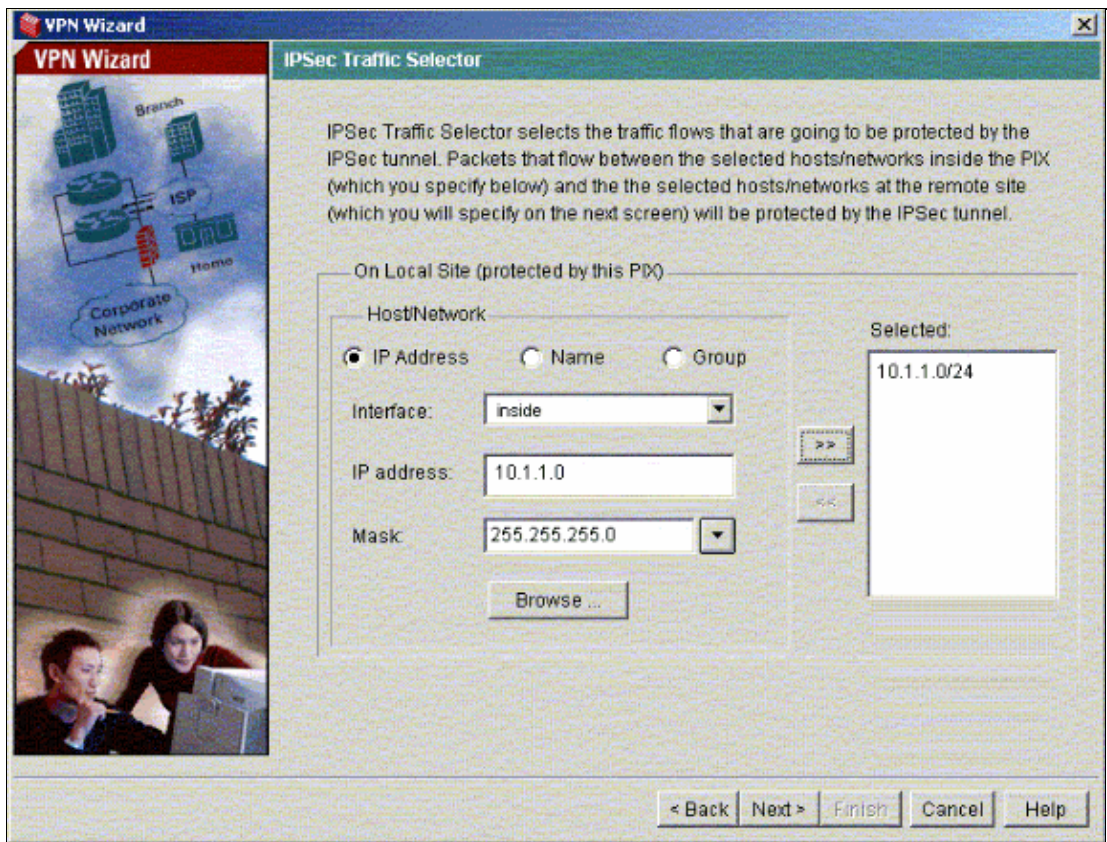 VPN Wizard
VPN Wizard
IPSec Traffic Selector
Branch
ISP
Home
Corporate
Network
IPSec Traffic Selector selects the traffic flows that are going to be protected by the
IPSec tunnel. Packets that flow between the selected hosts/networks inside the PIX
(which you specify below) and the the selected hosts/networks at the remote site
(which you will specify on the next screen) will be protected by the IPSec tunnel.
On Local Site (protected by this PIX)
Host/Network
IP Address Name Group
Interface: inside
IP address: 10.1.1.0
Mask: 255.255.255.0
Browse ...
>>
<<
Selected:
10.1.1.0/24
< Back Next > Finish Cancel Help